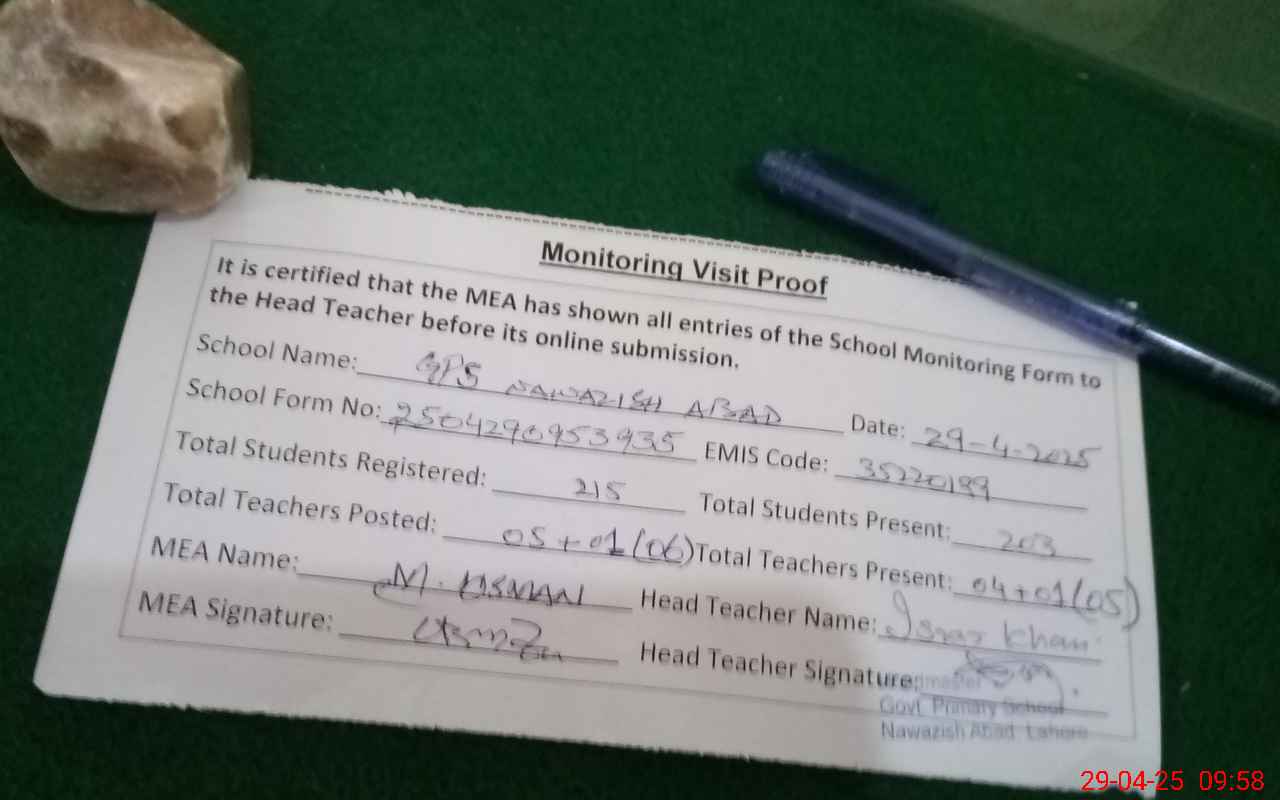 Monitoring Visit Proof
It is certified that the MEA has shown all entries of the School Monitoring Form to
the Head Teacher before its online submission.
School Name: GPS NAWAZISH ABAD Date: 29-4-2025
School Form No: 2504290953935 EMIS Code: 35220199
Total Students Registered: 215 Total Students Present: 203
Total Teachers Posted: 05+01(06) Total Teachers Present: 04+01(05)
MEA Name: M. USMAN Head Teacher Name: Israr Khan
MEA Signature: Head Teacher Signature:
Govt. Primary School
Nawazish Abad Lahore
29-04-25 09:58